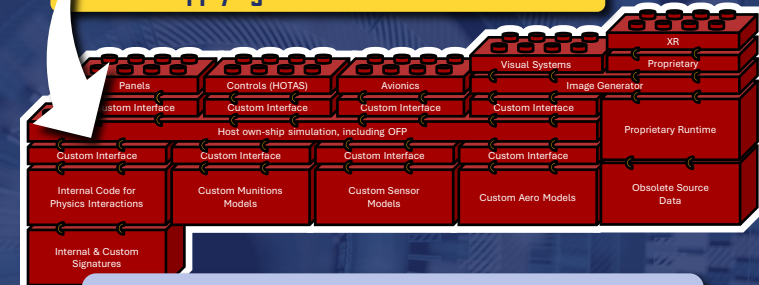 XR
Visual Systems
Proprietary
Panels
Controls (HOTAS)
Avionics
Image Generator
Custom Interface
Custom Interface
Custom Interface
Host own-ship simulation, including OFP
Proprietary Runtime
Custom Interface
Custom Interface
Custom Interface
Custom Interface
Internal Code for
Physics Interactions
Custom Munitions
Models
Custom Sensor
Models
Custom Aero Models
Obsolete Source
Data
Internal & Custom
Signatures